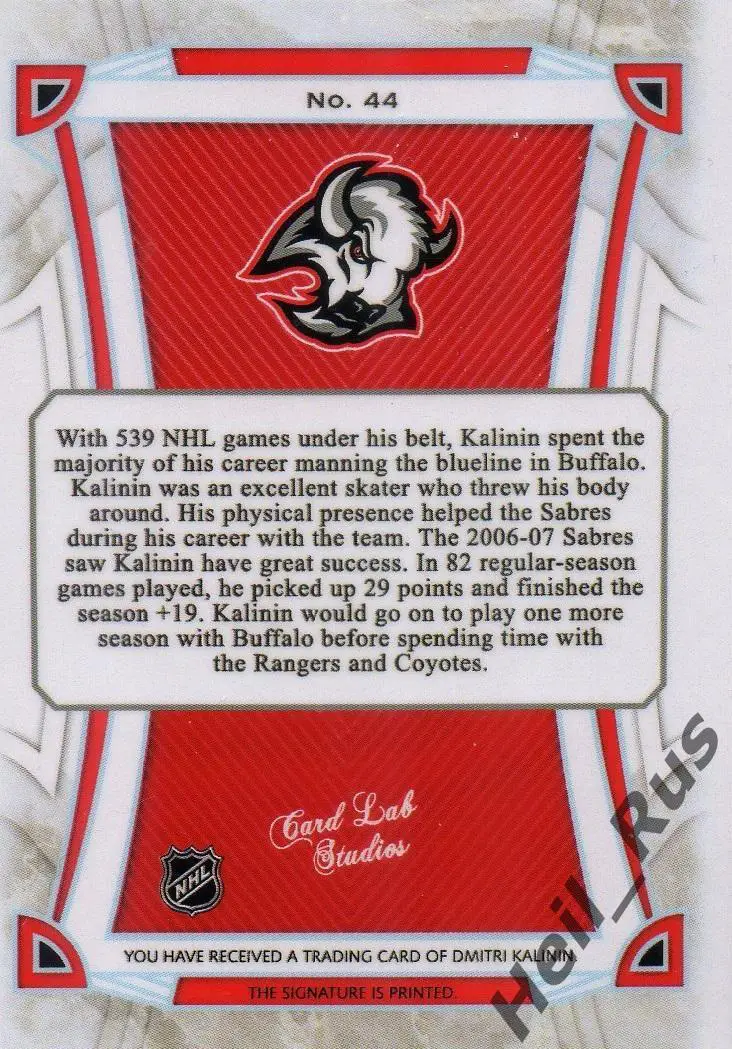 No. 44
With 539 NHL games under his belt, Kalinin spent the
majority of his career manning the blueline in Buffalo.
Kalinin was an excellent skater who threw his body
around. His physical presence helped the Sabres
during his career with the team. The 2006-07 Sabres
saw Kalinin have great success. In 82 regular-season
games played, he picked up 29 points and finished the
season +19. Kalinin would go on to play one more
season with Buffalo before spending time with
the Rangers and Coyotes.
Card Lab
Studios
NHL
YOU HAVE RECEIVED A TRADING CARD OF DMITRI KALININ.
THE SIGNATURE IS PRINTED.
Heil_Rus